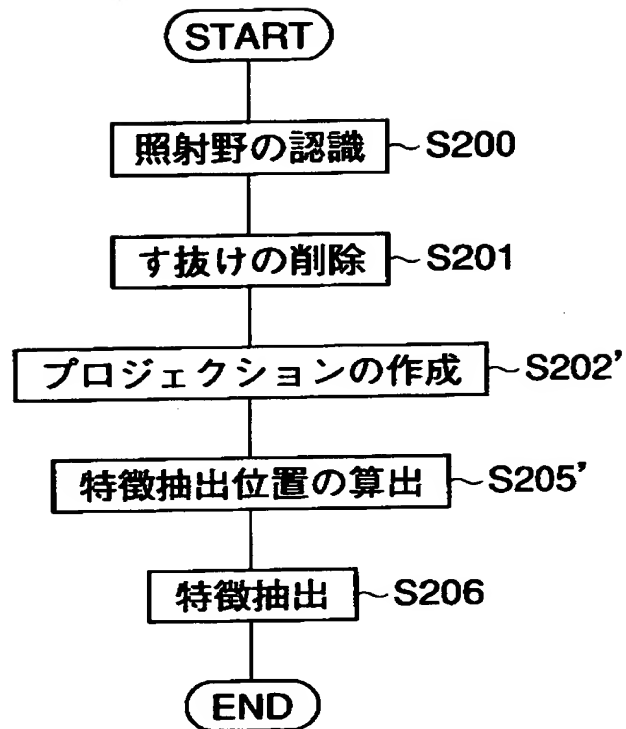 START
照射野の認識 ~S200
す抜けの削除 ~S201
プロジェクションの作成 ~S202’
特徴抽出位置の算出 ~S205’
特徴抽出 ~S206
END